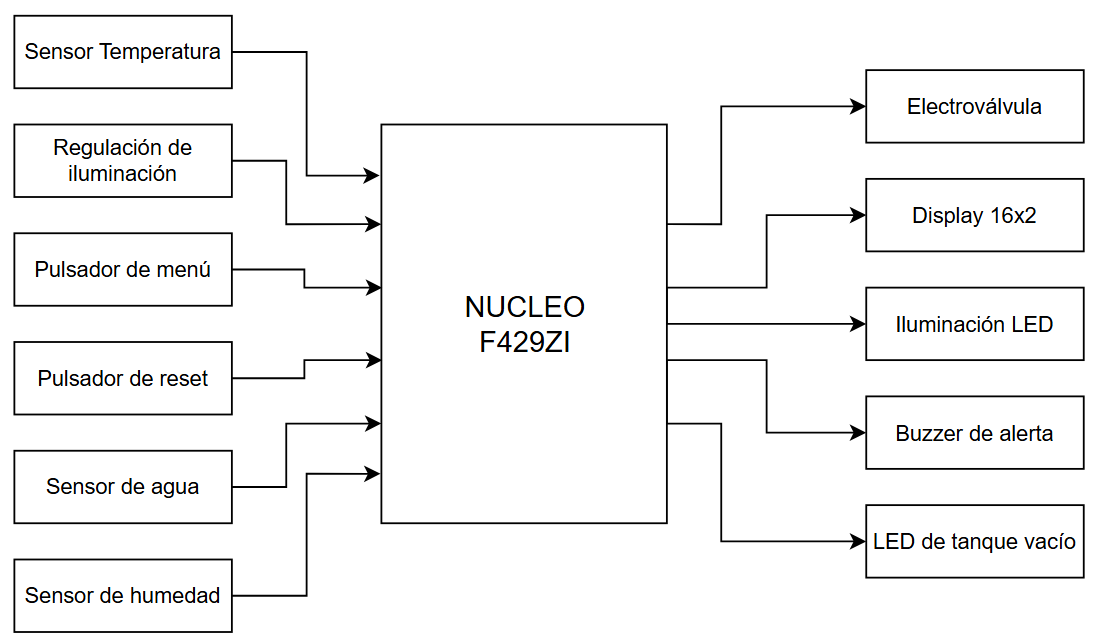 Sensor Temperatura
Regulación de
iluminación
Pulsador de menú
Pulsador de reset
Sensor de agua
Sensor de humedad
NUCLEO
F429ZI
Electroválvula
Display 16x2
Iluminación LED
Buzzer de alerta
LED de tanque vacío